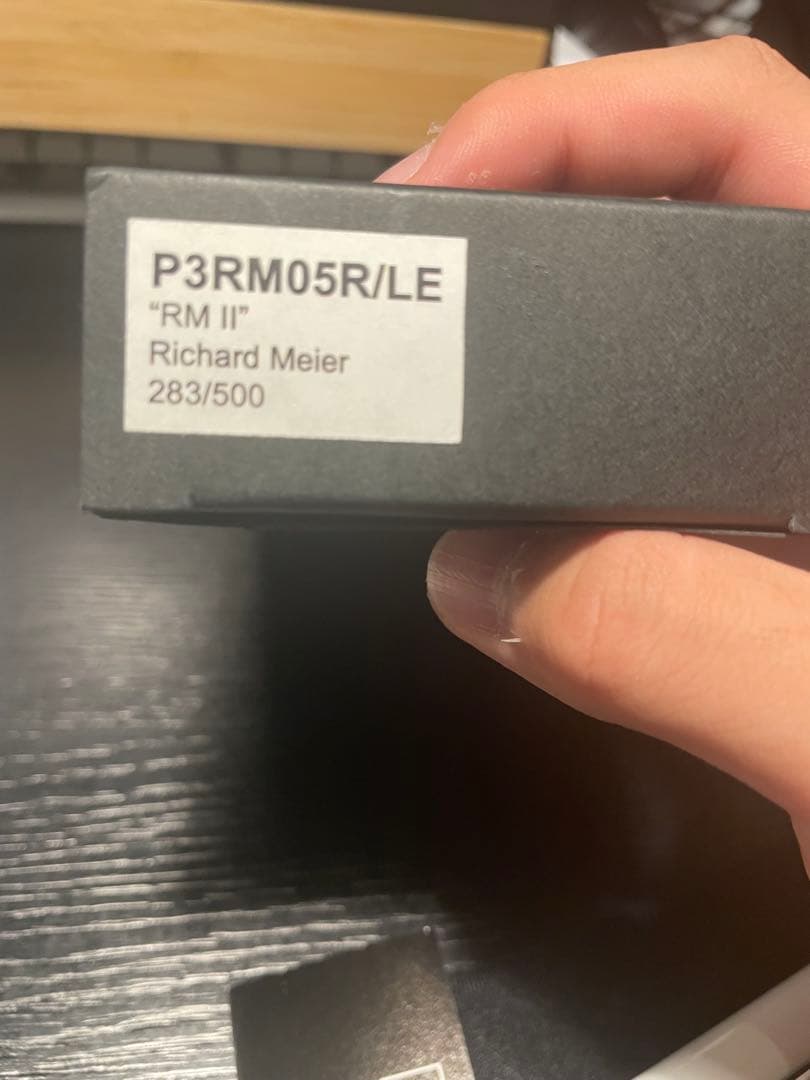 P3RM05R/LE
“RM II”
Richard Meier
283/500